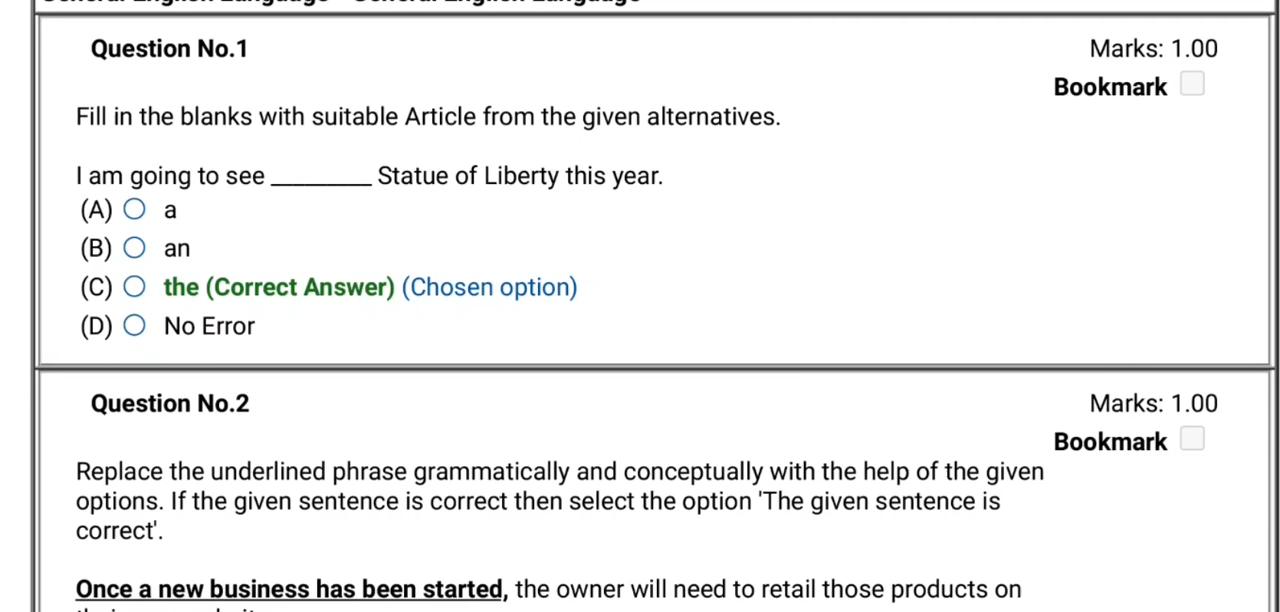 Question No.1
Marks: 1.00
Bookmark
Fill in the blanks with suitable Article from the given alternatives.
I am going to see ________ Statue of Liberty this year.
(A) a
(B) an
(C) the (Correct Answer) (Chosen option)
(D) No Error
Question No.2
Marks: 1.00
Bookmark
Replace the underlined phrase grammatically and conceptually with the help of the given
options. If the given sentence is correct then select the option 'The given sentence is
correct'.
Once a new business has been started, the owner will need to retail those products on